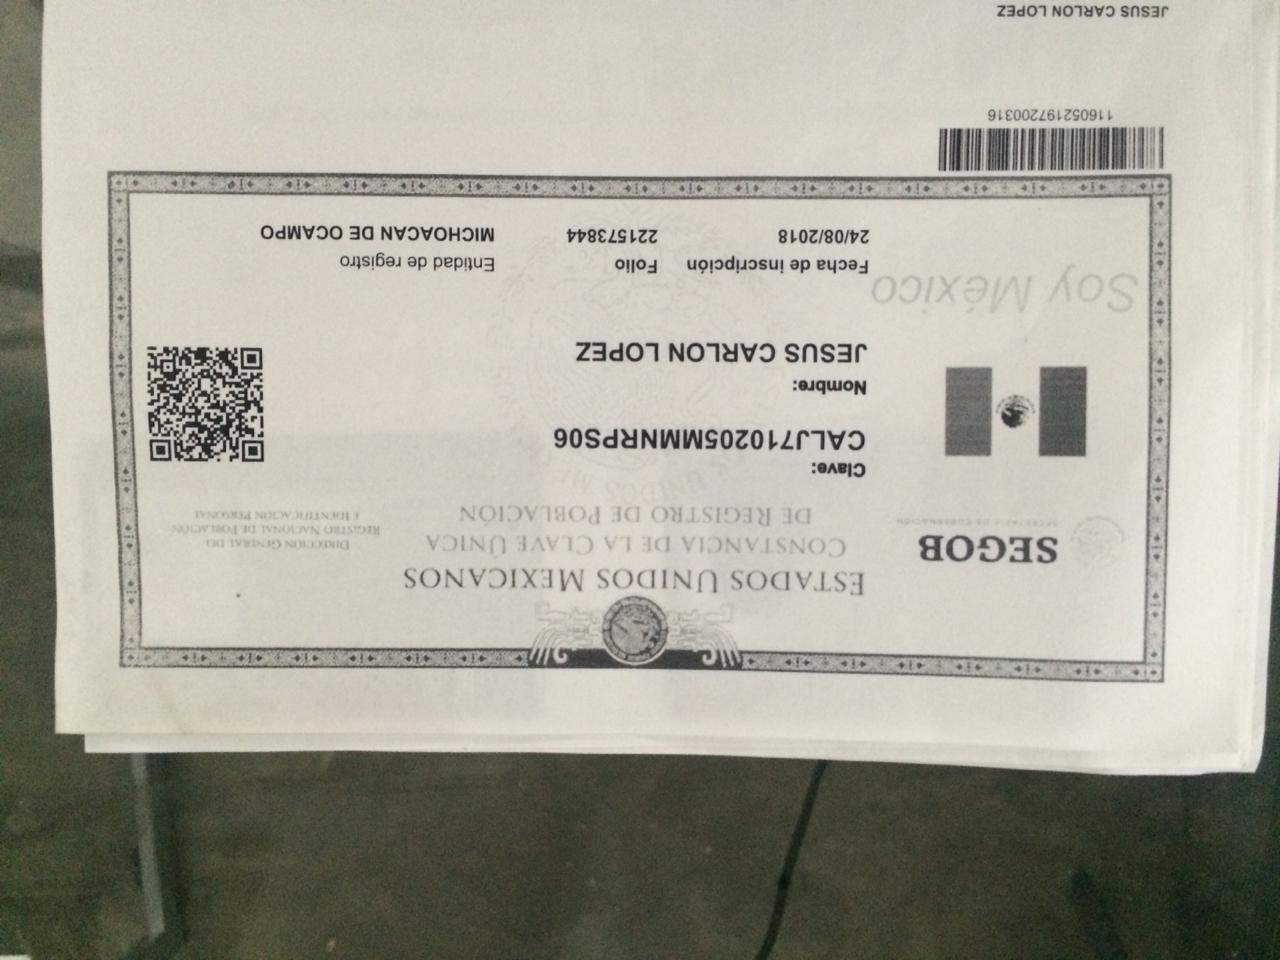 ESTADOS UNIDOS MEXICANOS
CONSTANCIA DE LA CLAVE ÚNICA
DE REGISTRO DE POBLACIÓN
SEGOB
SECRETARÍA DE GOBERNACIÓN
DIRECCIÓN GENERAL DEL
REGISTRO NACIONAL DE POBLACIÓN
E IDENTIFICACIÓN PERSONAL
Clave:
CALJ710205MMNRPS06
Nombre:
JESUS CARLON LOPEZ
Soy México
Fecha de inscripción Folio Entidad de registro
24/08/2018 221573844 MICHOACAN DE OCAMPO
116052197200316
JESUS CARLON LOPEZ